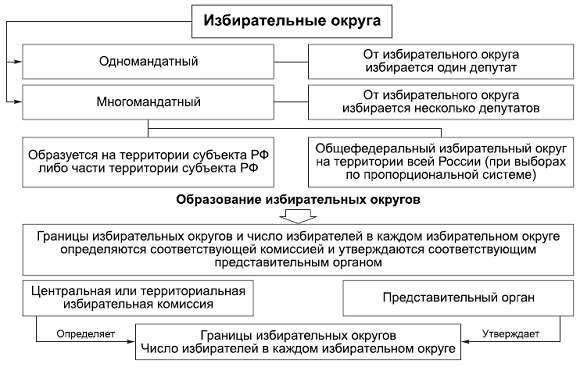 Избирательные округа
Одномандатный
От избирательного округа
избирается один депутат
Многомандатный
От избирательного округа
избирается несколько депутатов
Образуется на территории субъекта РФ
либо части территории субъекта РФ
Общефедеральный избирательный округ
на территории всей России (при выборах
по пропорциональной системе)
Образование избирательных округов
Границы избирательных округов и число избирателей в каждом избирательном округе
определяются соответствующей комиссией и утверждаются соответствующим
представительным органом
Центральная или территориальная
избирательная комиссия
Представительный орган
Определяет
Утверждает
Границы избирательных округов
Число избирателей в каждом избирательном округе